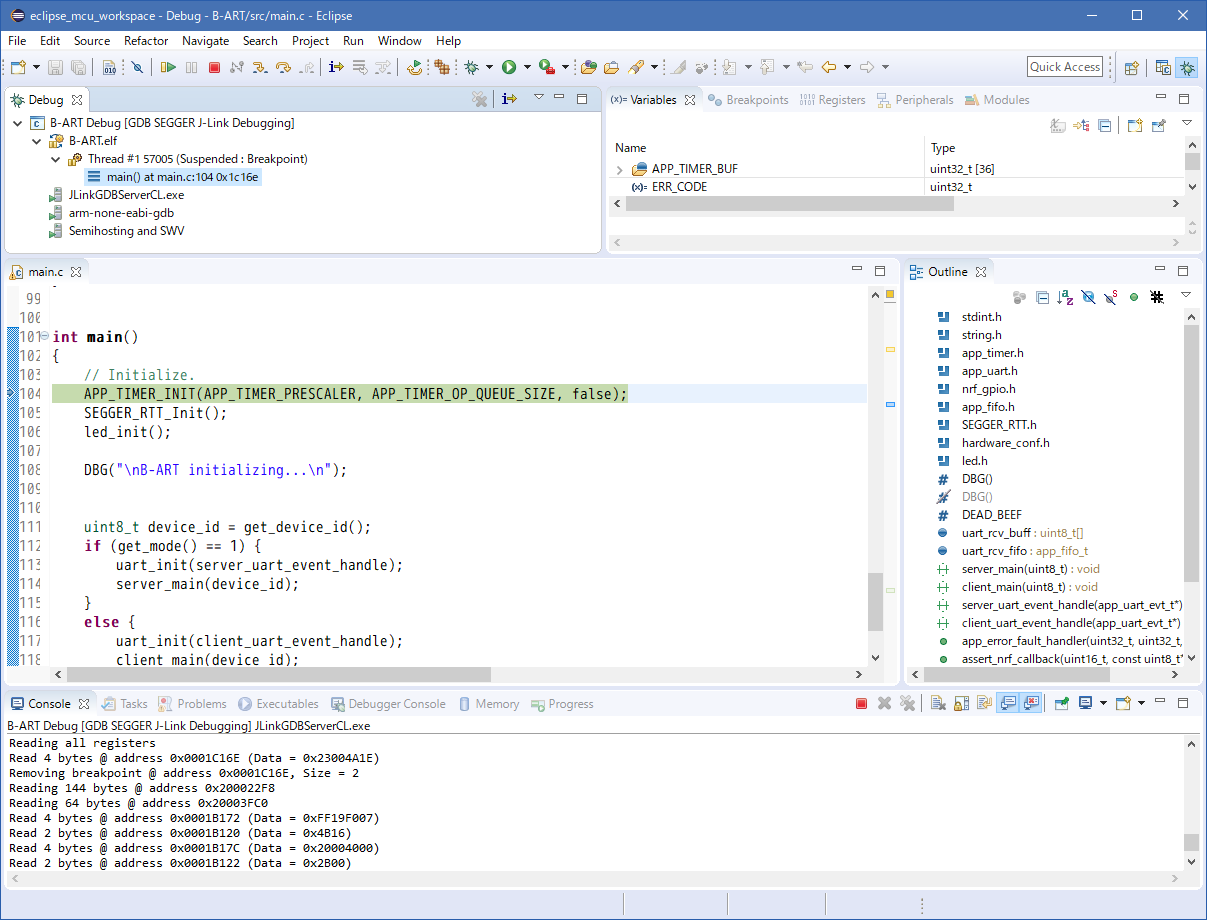 eclipse_mcu_workspace - Debug - B-ART/src/main.c - Eclipse
File Edit Source Refactor Navigate Search Project Run Window Help
Quick Access
Debug
B-ART Debug [GDB SEGGER J-Link Debugging]
B-ART.elf
Thread #1 57005 (Suspended : Breakpoint)
main() at main.c:104 0x1c16e
JLinkGDBServerCL.exe
arm-none-eabi-gdb
Semihosting and SWV
(x)= Variables Breakpoints Registers Peripherals Modules
Name Type
APP_TIMER_BUF uint32_t [36]
(x)= ERR_CODE uint32_t
main.c
99
100
101 int main()
102 {
103 // Initialize.
104 APP_TIMER_INIT(APP_TIMER_PRESCALER, APP_TIMER_OP_QUEUE_SIZE, false);
105 SEGGER_RTT_Init();
106 led_init();
107
108 DBG("\nB-ART initializing...\n");
109
110
111 uint8_t device_id = get_device_id();
112 if (get_mode() == 1) {
113 uart_init(server_uart_event_handle);
114 server_main(device_id);
115 }
116 else {
117 uart_init(client_uart_event_handle);
118 client_main(device_id);
Outline
stdint.h
string.h
app_timer.h
app_uart.h
nrf_gpio.h
app_fifo.h
SEGGER_RTT.h
hardware_conf.h
led.h
# DBG()
# DBG()
# DEAD_BEEF
uart_rcv_buff : uint8_t[]
uart_rcv_fifo : app_fifo_t
server_main(uint8_t) : void
client_main(uint8_t) : void
server_uart_event_handle(app_uart_evt_t*)
client_uart_event_handle(app_uart_evt_t*)
app_error_fault_handler(uint32_t, uint32_t,
assert_nrf_callback(uint16_t, const uint8_t*
Console Tasks Problems Executables Debugger Console Memory Progress
B-ART Debug [GDB SEGGER J-Link Debugging] JLinkGDBServerCL.exe
Reading all registers
Read 4 bytes @ address 0x0001C16E (Data = 0x23004A1E)
Removing breakpoint @ address 0x0001C16E, Size = 2
Reading 144 bytes @ address 0x200022F8
Reading 64 bytes @ address 0x20003FC0
Read 4 bytes @ address 0x0001B172 (Data = 0xFF19F007)
Read 2 bytes @ address 0x0001B120 (Data = 0x4B16)
Read 4 bytes @ address 0x0001B17C (Data = 0x20004000)
Read 2 bytes @ address 0x0001B122 (Data = 0x2B00)